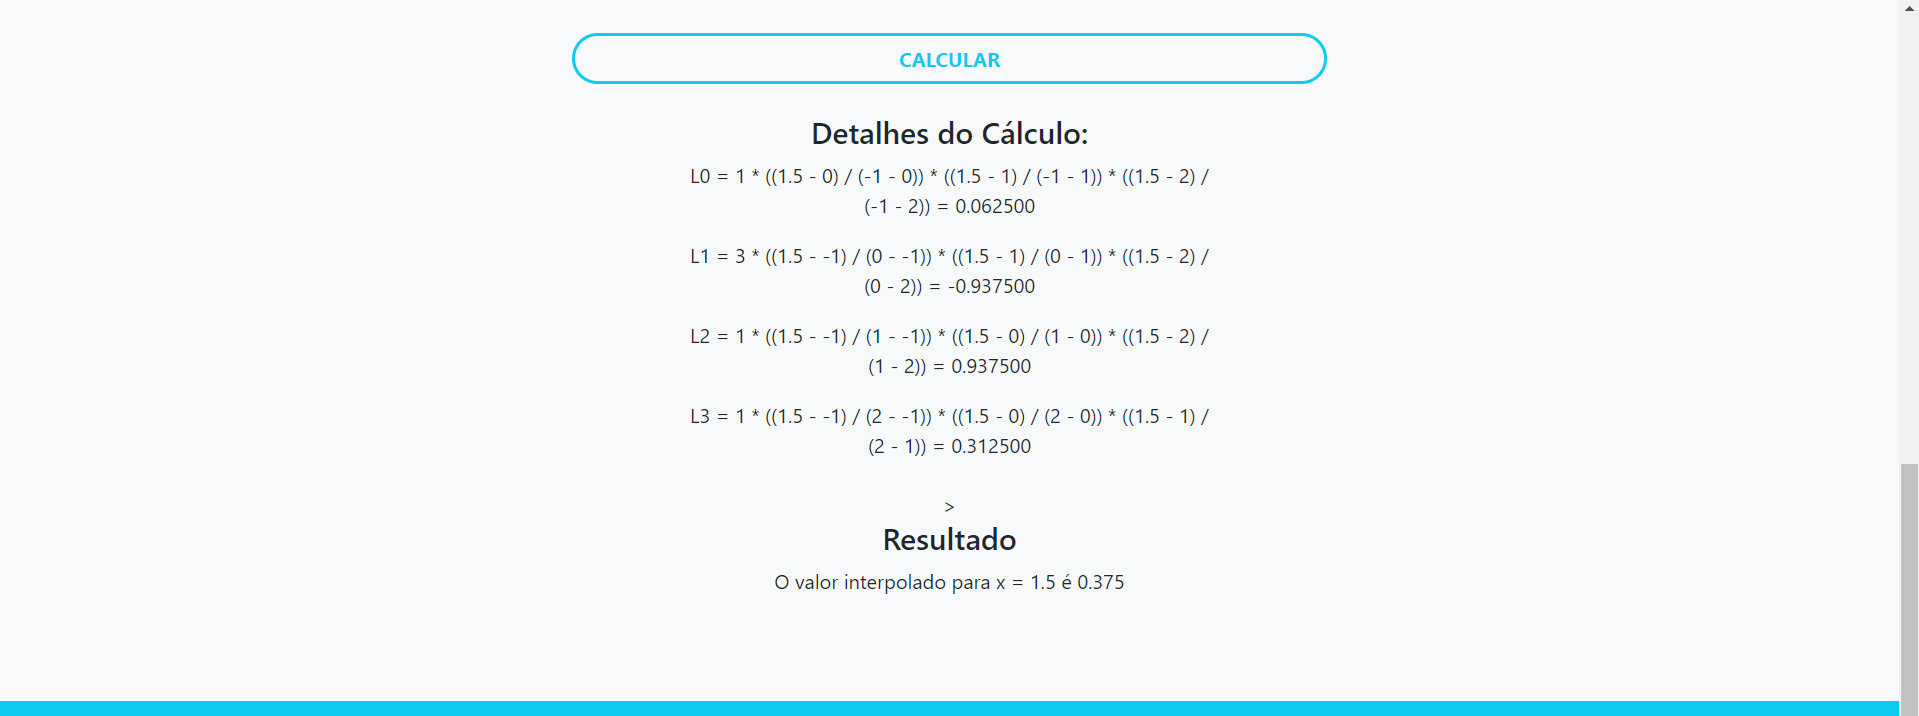 CALCULAR
Detalhes do Cálculo:
L0 = 1 * ((1.5 - 0) / (-1 - 0)) * ((1.5 - 1) / (-1 - 1)) * ((1.5 - 2) /
(-1 - 2)) = 0.062500
L1 = 3 * ((1.5 - -1) / (0 - -1)) * ((1.5 - 1) / (0 - 1)) * ((1.5 - 2) /
(0 - 2)) = -0.937500
L2 = 1 * ((1.5 - -1) / (1 - -1)) * ((1.5 - 0) / (1 - 0)) * ((1.5 - 2) /
(1 - 2)) = 0.937500
L3 = 1 * ((1.5 - -1) / (2 - -1)) * ((1.5 - 0) / (2 - 0)) * ((1.5 - 1) /
(2 - 1)) = 0.312500
>
Resultado
O valor interpolado para x = 1.5 é 0.375